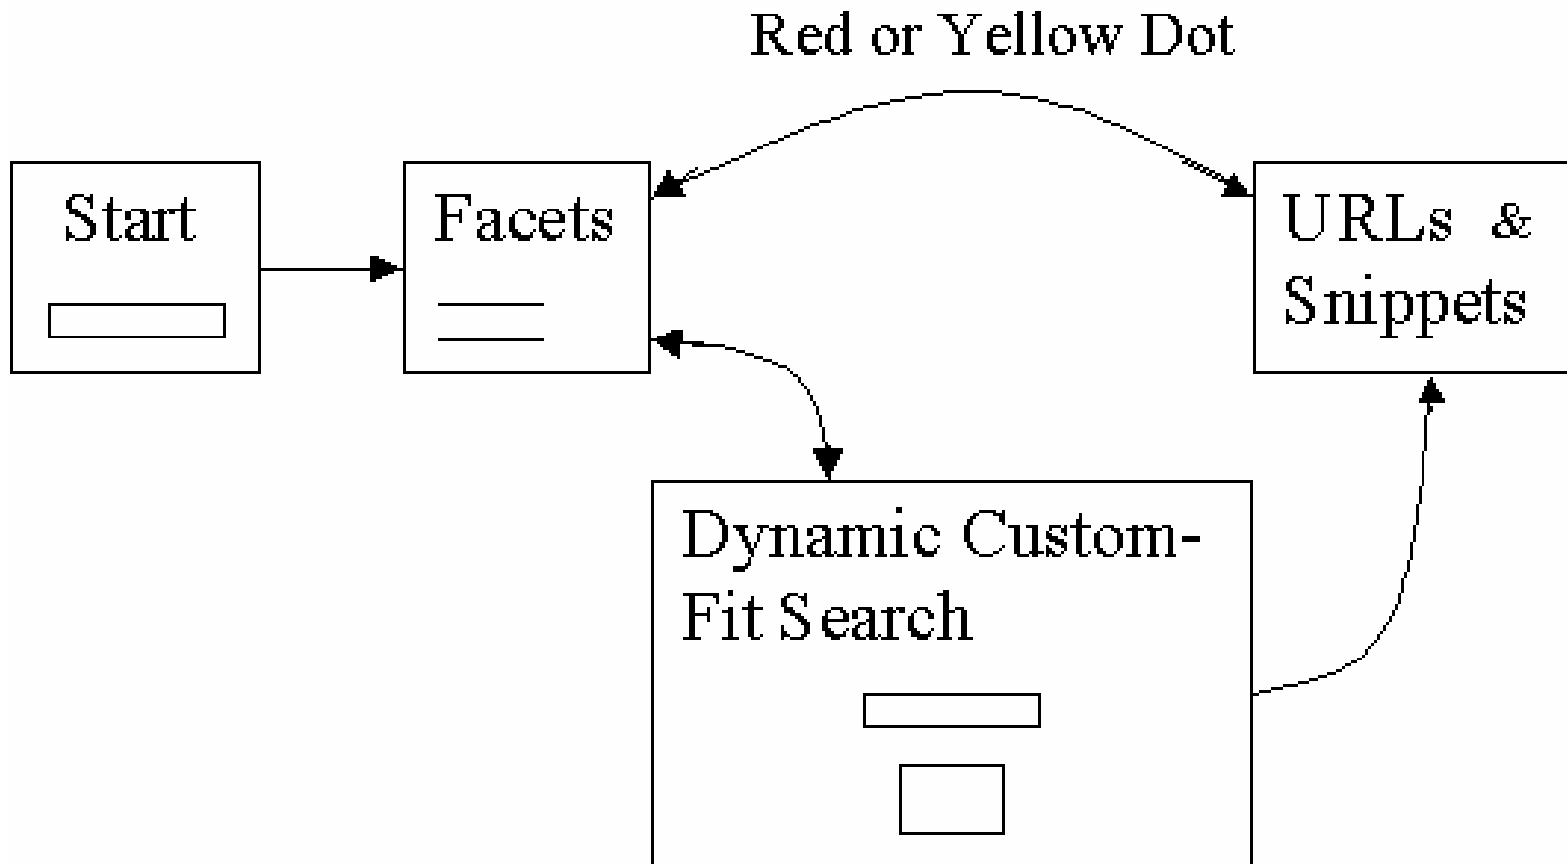 Red or Yellow Dot
Start
Facets
URLs &
Snippets
Dynamic Custom-
Fit Search